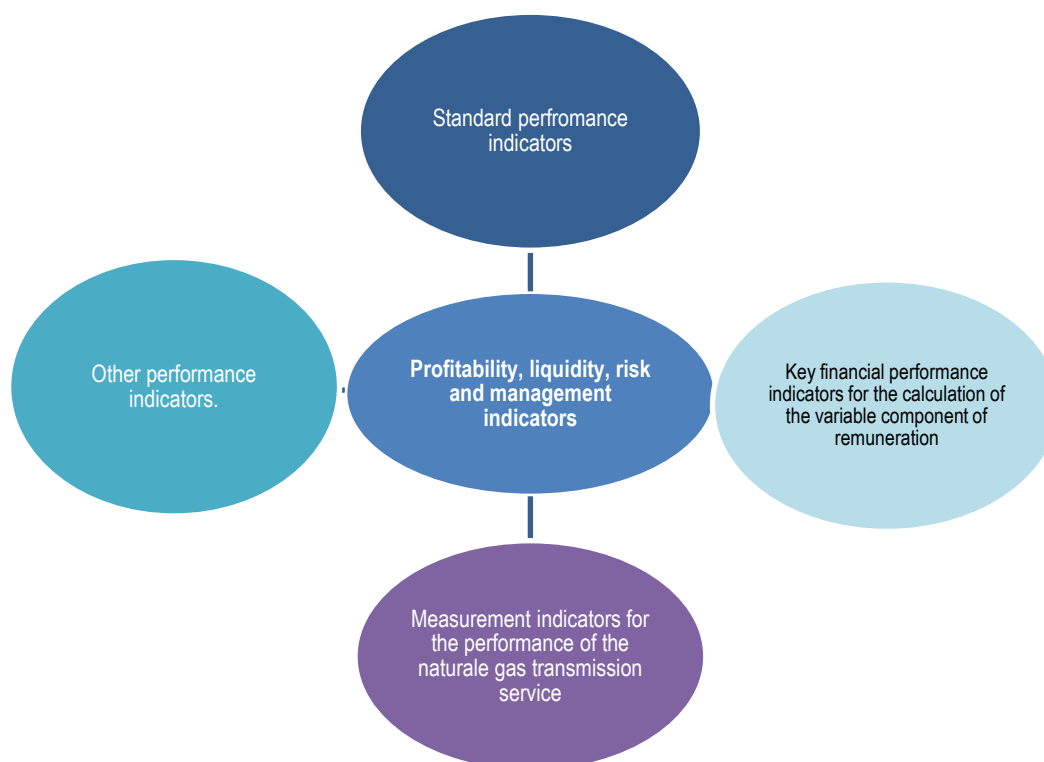 Standard perfromance
indicators
Other performance
indicators.
Profitability, liquidity, risk
and management
indicators
Key financial performance
indicators for the calculation of
the variable component of
remuneration
Measurement indicators for
the performance of the
naturale gas transmission
service